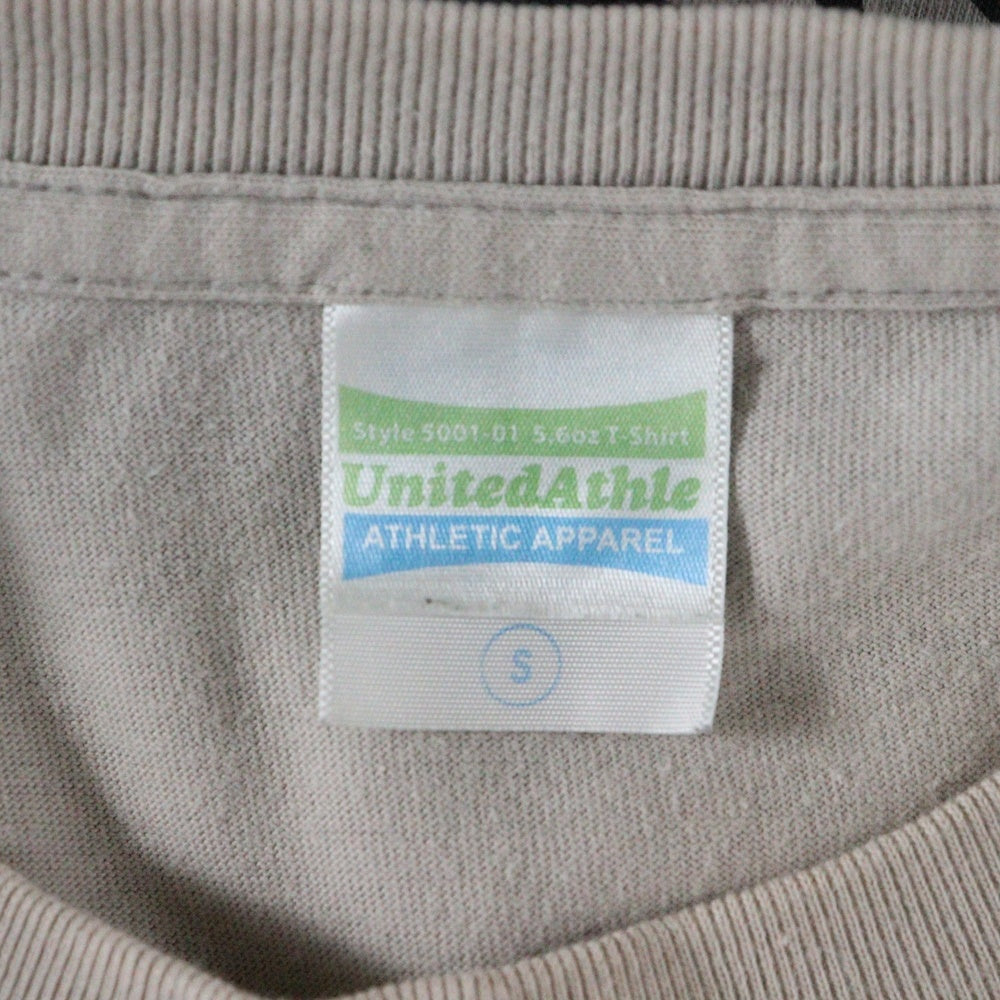 Style 5001-01 5.6oz T-Shirt
UnitedAthle
ATHLETIC APPAREL
S